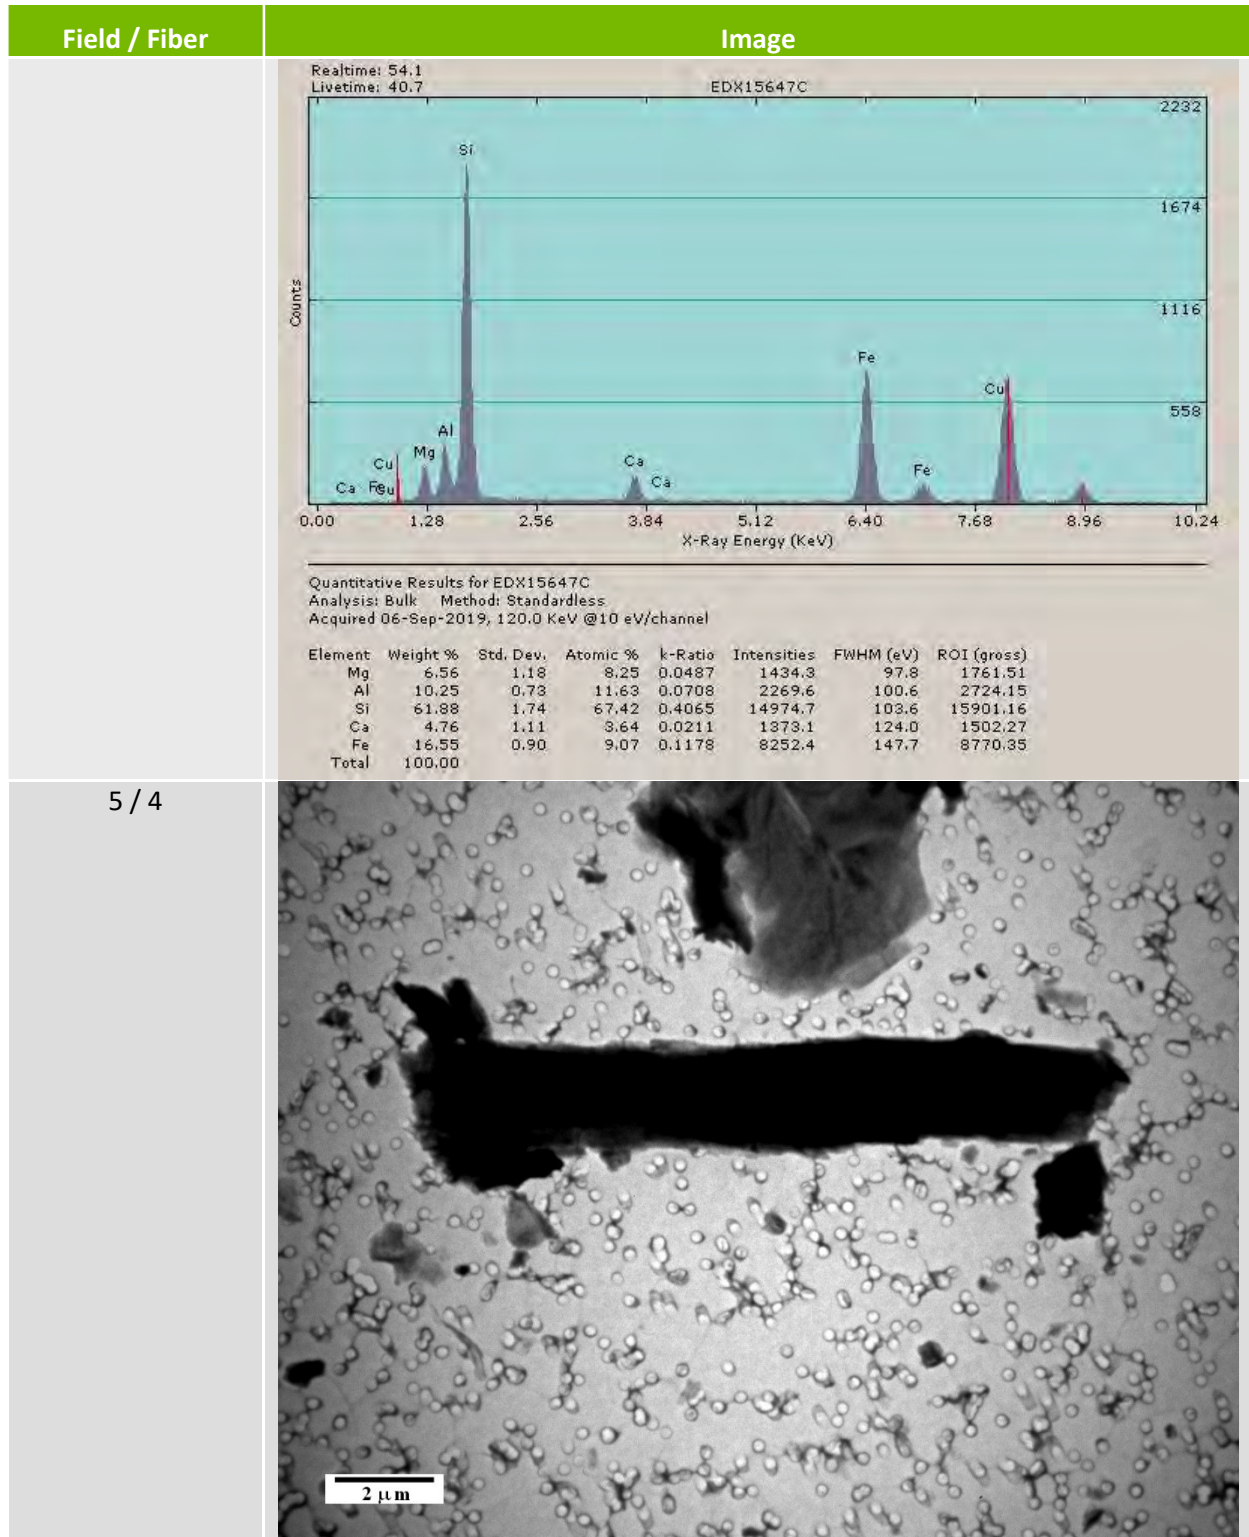 Field / Fiber Image
Realtime: 54.1
Livetime: 40.7 EDX15647C
2232
Si
1674
Counts
1116
Fe
Cu
558
Al
Mg
Cu
Ca
Fe
Ca
Ca Fe
Cu
0.00 1.28 2.56 3.84 5.12 6.40 7.68 8.96 10.24
X-Ray Energy (KeV)
Quantitative Results for EDX15647C
Analysis: Bulk Method: Standardless
Acquired 06-Sep-2019, 120.0 KeV @10 eV/channel
Element Weight % Std. Dev. Atomic % k-Ratio Intensities FWHM (eV) ROI (gross)
Mg 6.56 1.18 8.25 0.0487 1434.3 97.8 1761.51
Al 10.25 0.73 11.63 0.0708 2269.6 100.6 2724.15
Si 61.88 1.74 67.42 0.4065 14974.7 103.6 15901.16
Ca 4.76 1.11 3.64 0.0211 1373.1 124.0 1502.27
Fe 16.55 0.90 9.07 0.1178 8252.4 147.7 8770.35
Total 100.00
5 / 4
2 μm